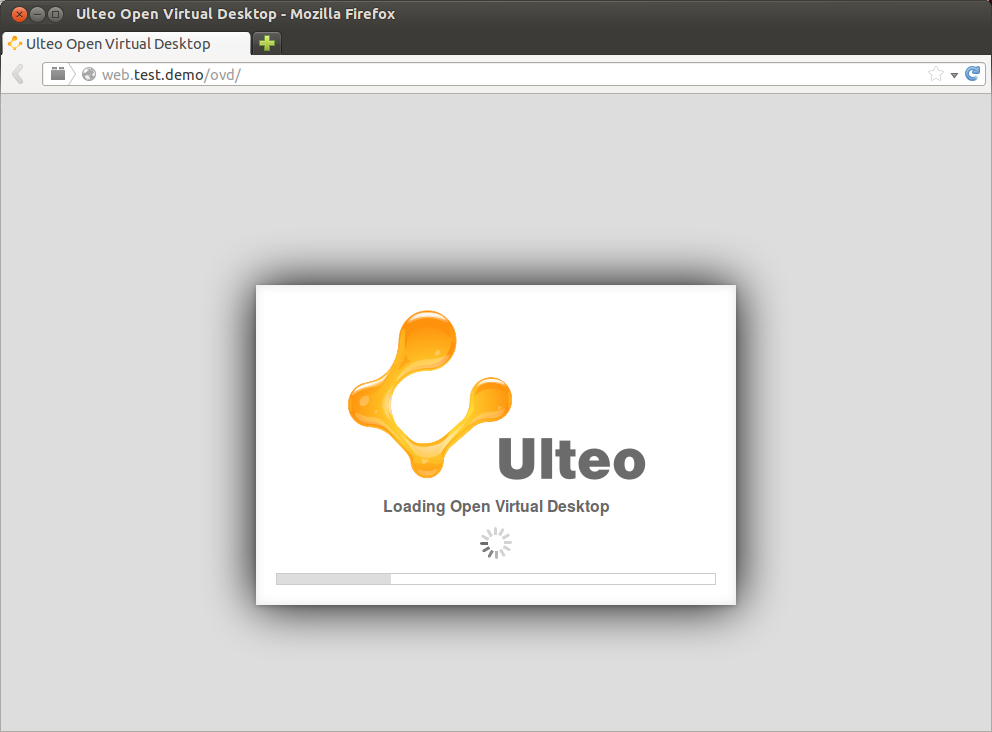 Ulteo Open Virtual Desktop - Mozilla Firefox
Ulteo Open Virtual Desktop
web.test.demo/ovd/
Ulteo
Loading Open Virtual Desktop